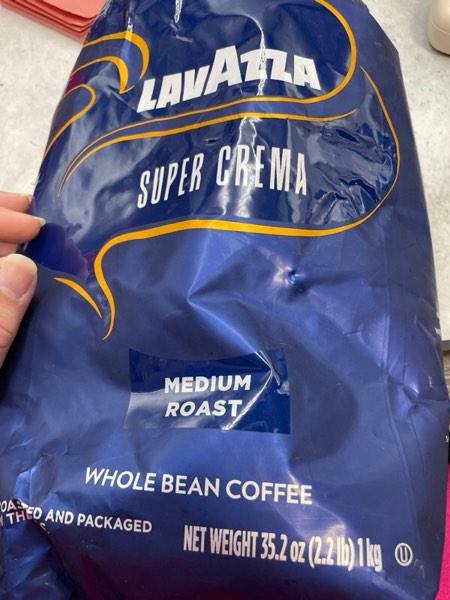 LAVAZZA
SUPER CREMA
MEDIUM
ROAST
WHOLE BEAN COFFEE
AND PACKAGED
NET WEIGHT 35.2 oz (2.2 lb) 1 kg U